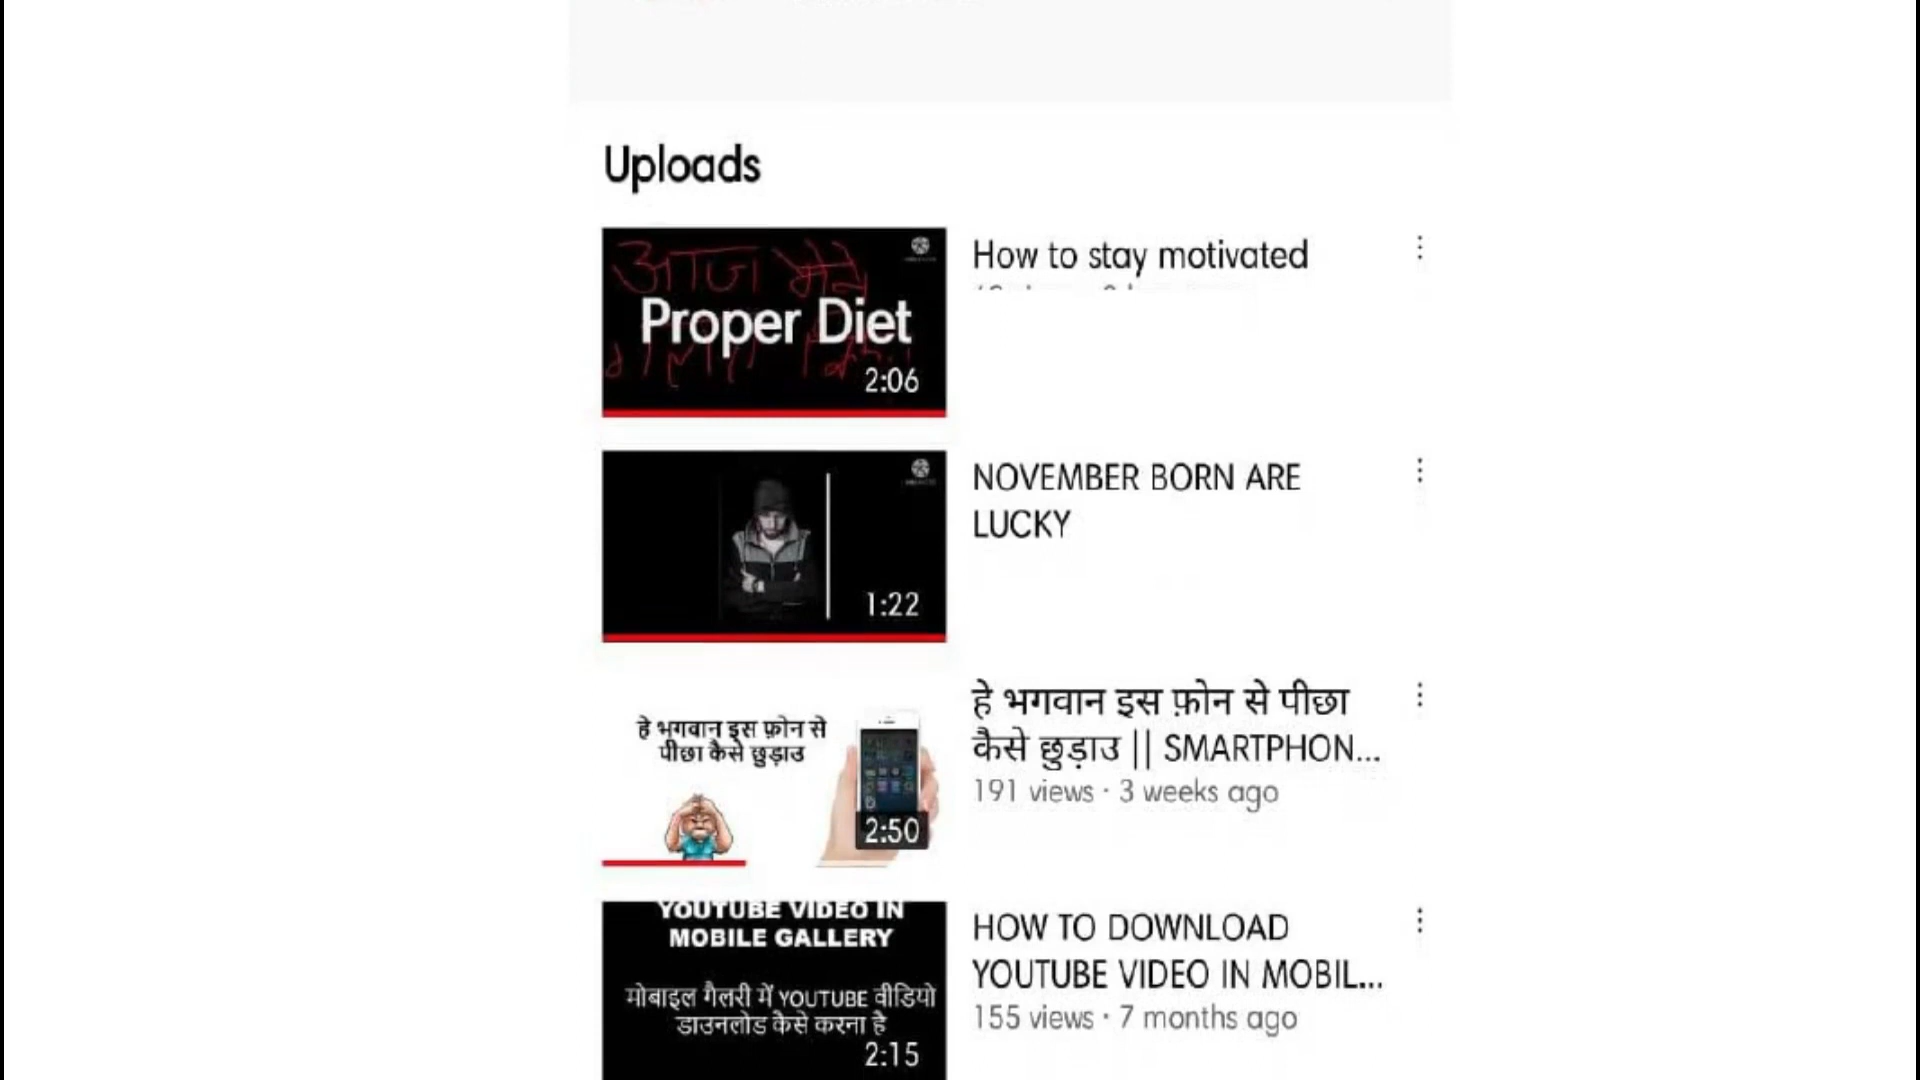 Uploads
आज मैने
Proper Diet
2:06
How to stay motivated
1:22
NOVEMBER BORN ARE
LUCKY
हे भगवान इस फ़ोन से
पीछा कैसे छुड़ाउ
2:50
हे भगवान इस फ़ोन से पीछा
कैसे छुड़ाउ || SMARTPHON...
191 views · 3 weeks ago
YOUTUBE VIDEO IN
MOBILE GALLERY
मोबाइल गैलरी में YOUTUBE वीडियो
डाउनलोड कैसे करना है
2:15
HOW TO DOWNLOAD
YOUTUBE VIDEO IN MOBIL...
155 views · 7 months ago